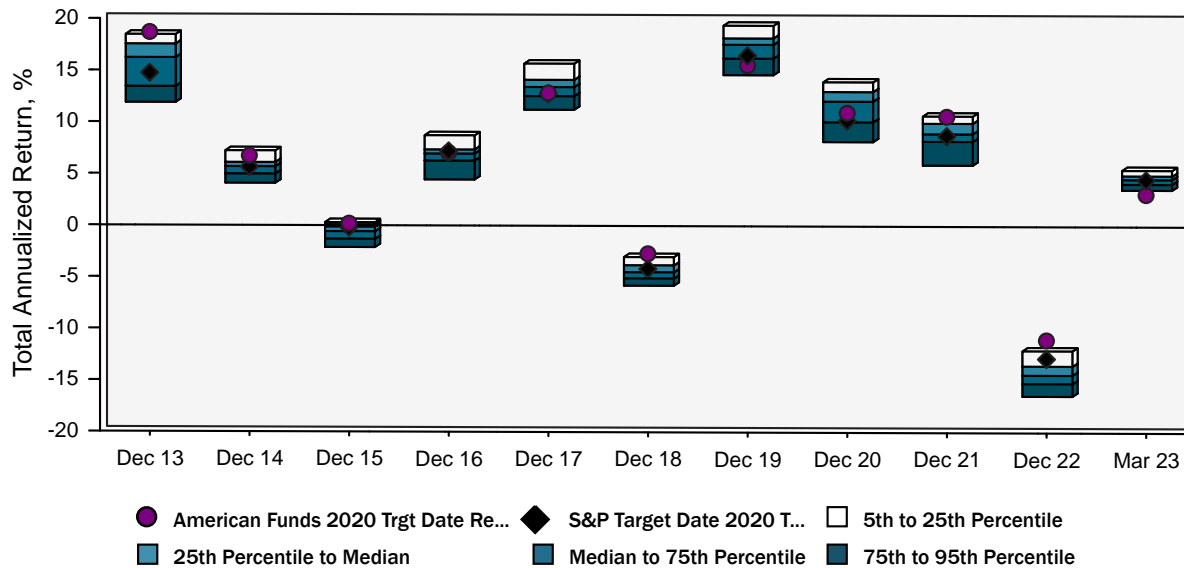 Total Annualized Return, %
20
15
10
5
0
-5
-10
-15
-20
Dec 13 Dec 14 Dec 15 Dec 16 Dec 17 Dec 18 Dec 19 Dec 20 Dec 21 Dec 22 Mar 23
American Funds 2020 Trgt Date Re... S&P Target Date 2020 T... 5th to 25th Percentile
25th Percentile to Median Median to 75th Percentile 75th to 95th Percentile